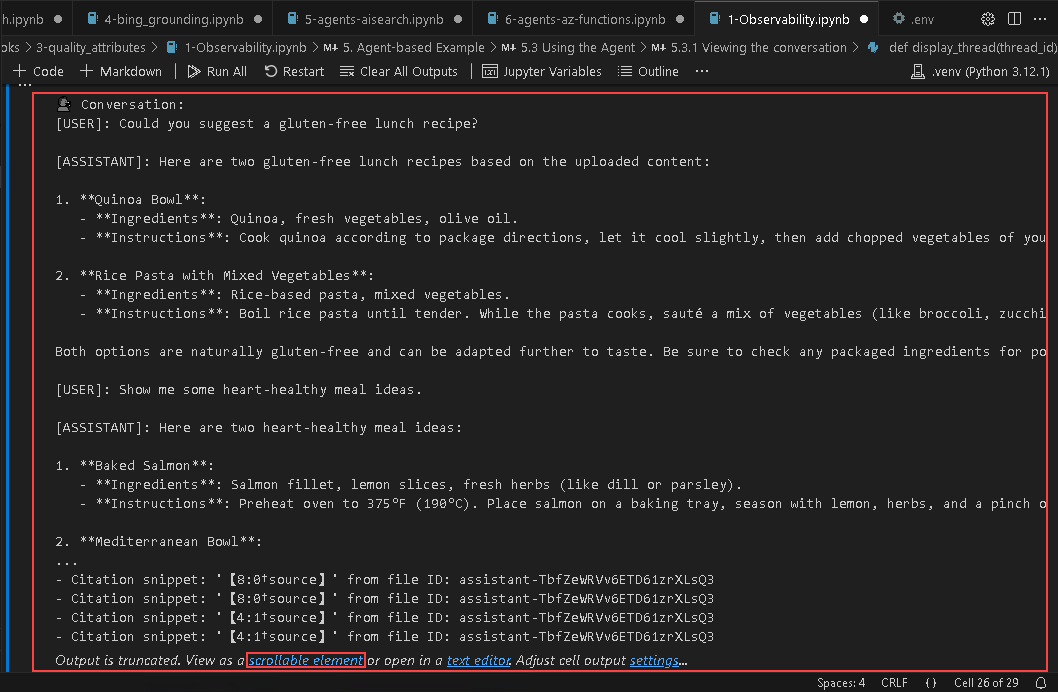 h.ipynb 4-bing_grounding.ipynb 5-agents-aisearch.ipynb 6-agents-az-functions.ipynb 1-Observability.ipynb .env
oks > 3-quality_attributes > 1-Observability.ipynb > M↓ 5. Agent-based Example > M↓ 5.3 Using the Agent > M↓ 5.3.1 Viewing the conversation > def display_thread(thread_id)
+ Code + Markdown Run All Restart Clear All Outputs Jupyter Variables Outline ... .venv (Python 3.12.1)
...
Conversation:
[USER]: Could you suggest a gluten-free lunch recipe?
[ASSISTANT]: Here are two gluten-free lunch recipes based on the uploaded content:
1. **Quinoa Bowl**:
- **Ingredients**: Quinoa, fresh vegetables, olive oil.
- **Instructions**: Cook quinoa according to package directions, let it cool slightly, then add chopped vegetables of you
2. **Rice Pasta with Mixed Vegetables**:
- **Ingredients**: Rice-based pasta, mixed vegetables.
- **Instructions**: Boil rice pasta until tender. While the pasta cooks, sauté a mix of vegetables (like broccoli, zucchi
Both options are naturally gluten-free and can be adapted further to taste. Be sure to check any packaged ingredients for po
[USER]: Show me some heart-healthy meal ideas.
[ASSISTANT]: Here are two heart-healthy meal ideas:
1. **Baked Salmon**:
- **Ingredients**: Salmon fillet, lemon slices, fresh herbs (like dill or parsley).
- **Instructions**: Preheat oven to 375°F (190°C). Place salmon on a baking tray, season with lemon, herbs, and a pinch o
2. **Mediterranean Bowl**:
...
- Citation snippet: '【8:0†source】' from file ID: assistant-TbfZeWRVv6ETD61zrXLsQ3
- Citation snippet: '【8:0†source】' from file ID: assistant-TbfZeWRVv6ETD61zrXLsQ3
- Citation snippet: '【4:1†source】' from file ID: assistant-TbfZeWRVv6ETD61zrXLsQ3
- Citation snippet: '【4:1†source】' from file ID: assistant-TbfZeWRVv6ETD61zrXLsQ3
Output is truncated. View as a scrollable element or open in a text editor. Adjust cell output settings...
Spaces: 4 CRLF {} Cell 26 of 29